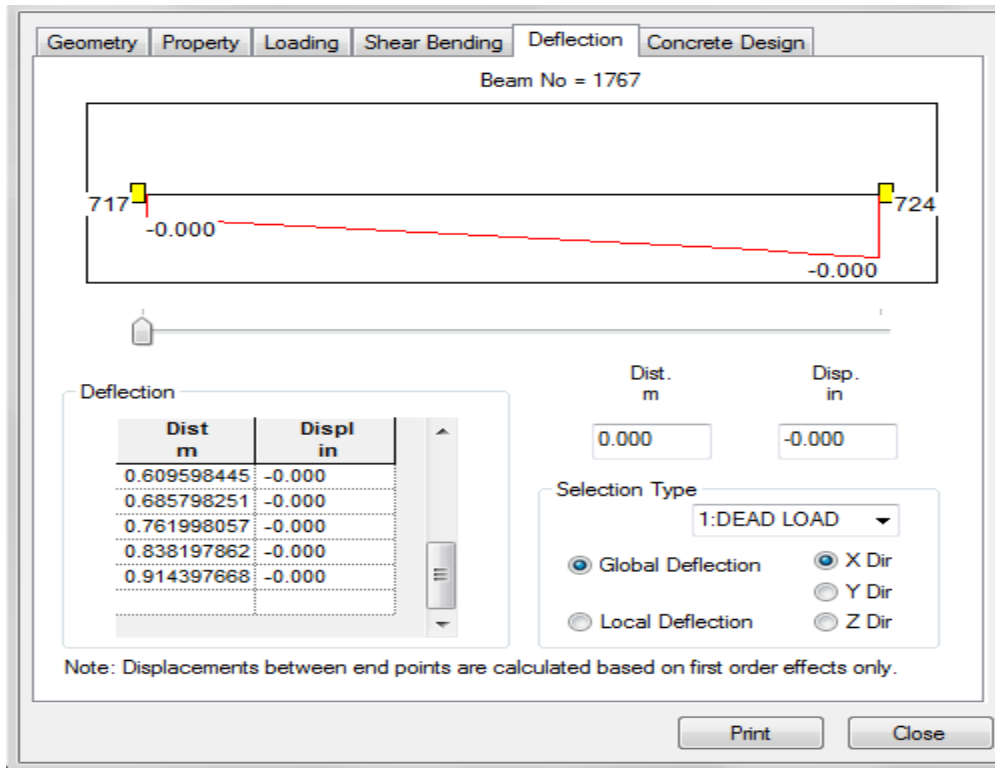 Geometry Property Loading Shear Bending Deflection Concrete Design
Beam No = 1767
717
724
-0.000
-0.000
Dist. Disp.
m in
0.000 -0.000
Deflection
Dist Displ
m in
0.609598445 -0.000
0.685798251 -0.000
0.761998057 -0.000
0.838197862 -0.000
0.914397668 -0.000
Selection Type
1:DEAD LOAD
Global Deflection X Dir
Y Dir
Local Deflection Z Dir
Note: Displacements between end points are calculated based on first order effects only.
Print Close